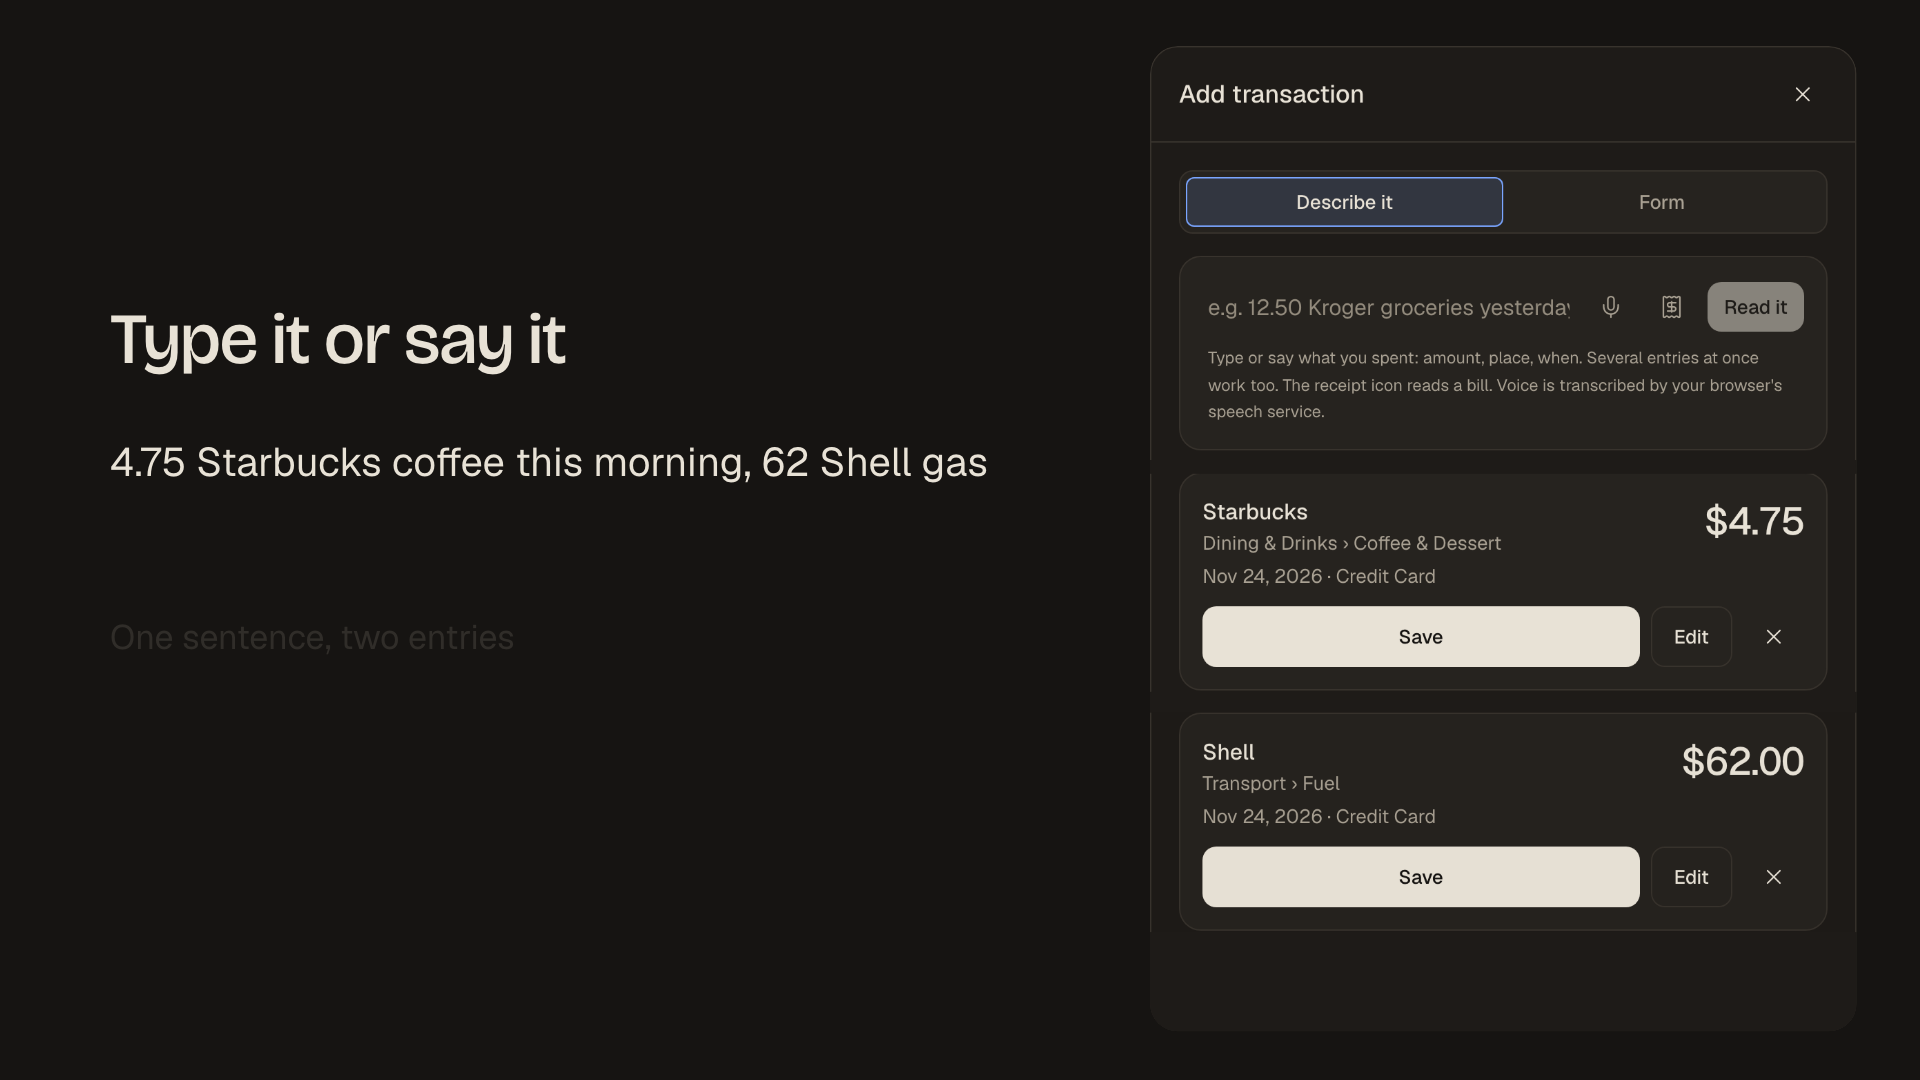 Type it or say it
4.75 Starbucks coffee this morning, 62 Shell gas
One sentence, two entries
Add transaction
Describe it
Form
e.g. 12.50 Kroger groceries yesterday
Read it
Type or say what you spent: amount, place, when. Several entries at once
work too. The receipt icon reads a bill. Voice is transcribed by your browser's
speech service.
Starbucks
$4.75
Dining & Drinks › Coffee & Dessert
Nov 24, 2026 · Credit Card
Save
Edit
Shell
$62.00
Transport › Fuel
Nov 24, 2026 · Credit Card
Save
Edit